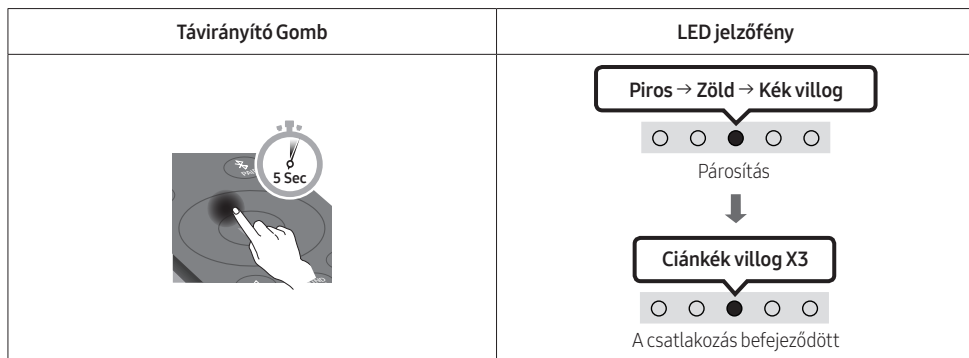 Távirányító Gomb
LED jelzőfény
5 Sec
Piros → Zöld → Kék villog
Párosítás
Ciánkék villog X3
A csatlakozás befejeződött